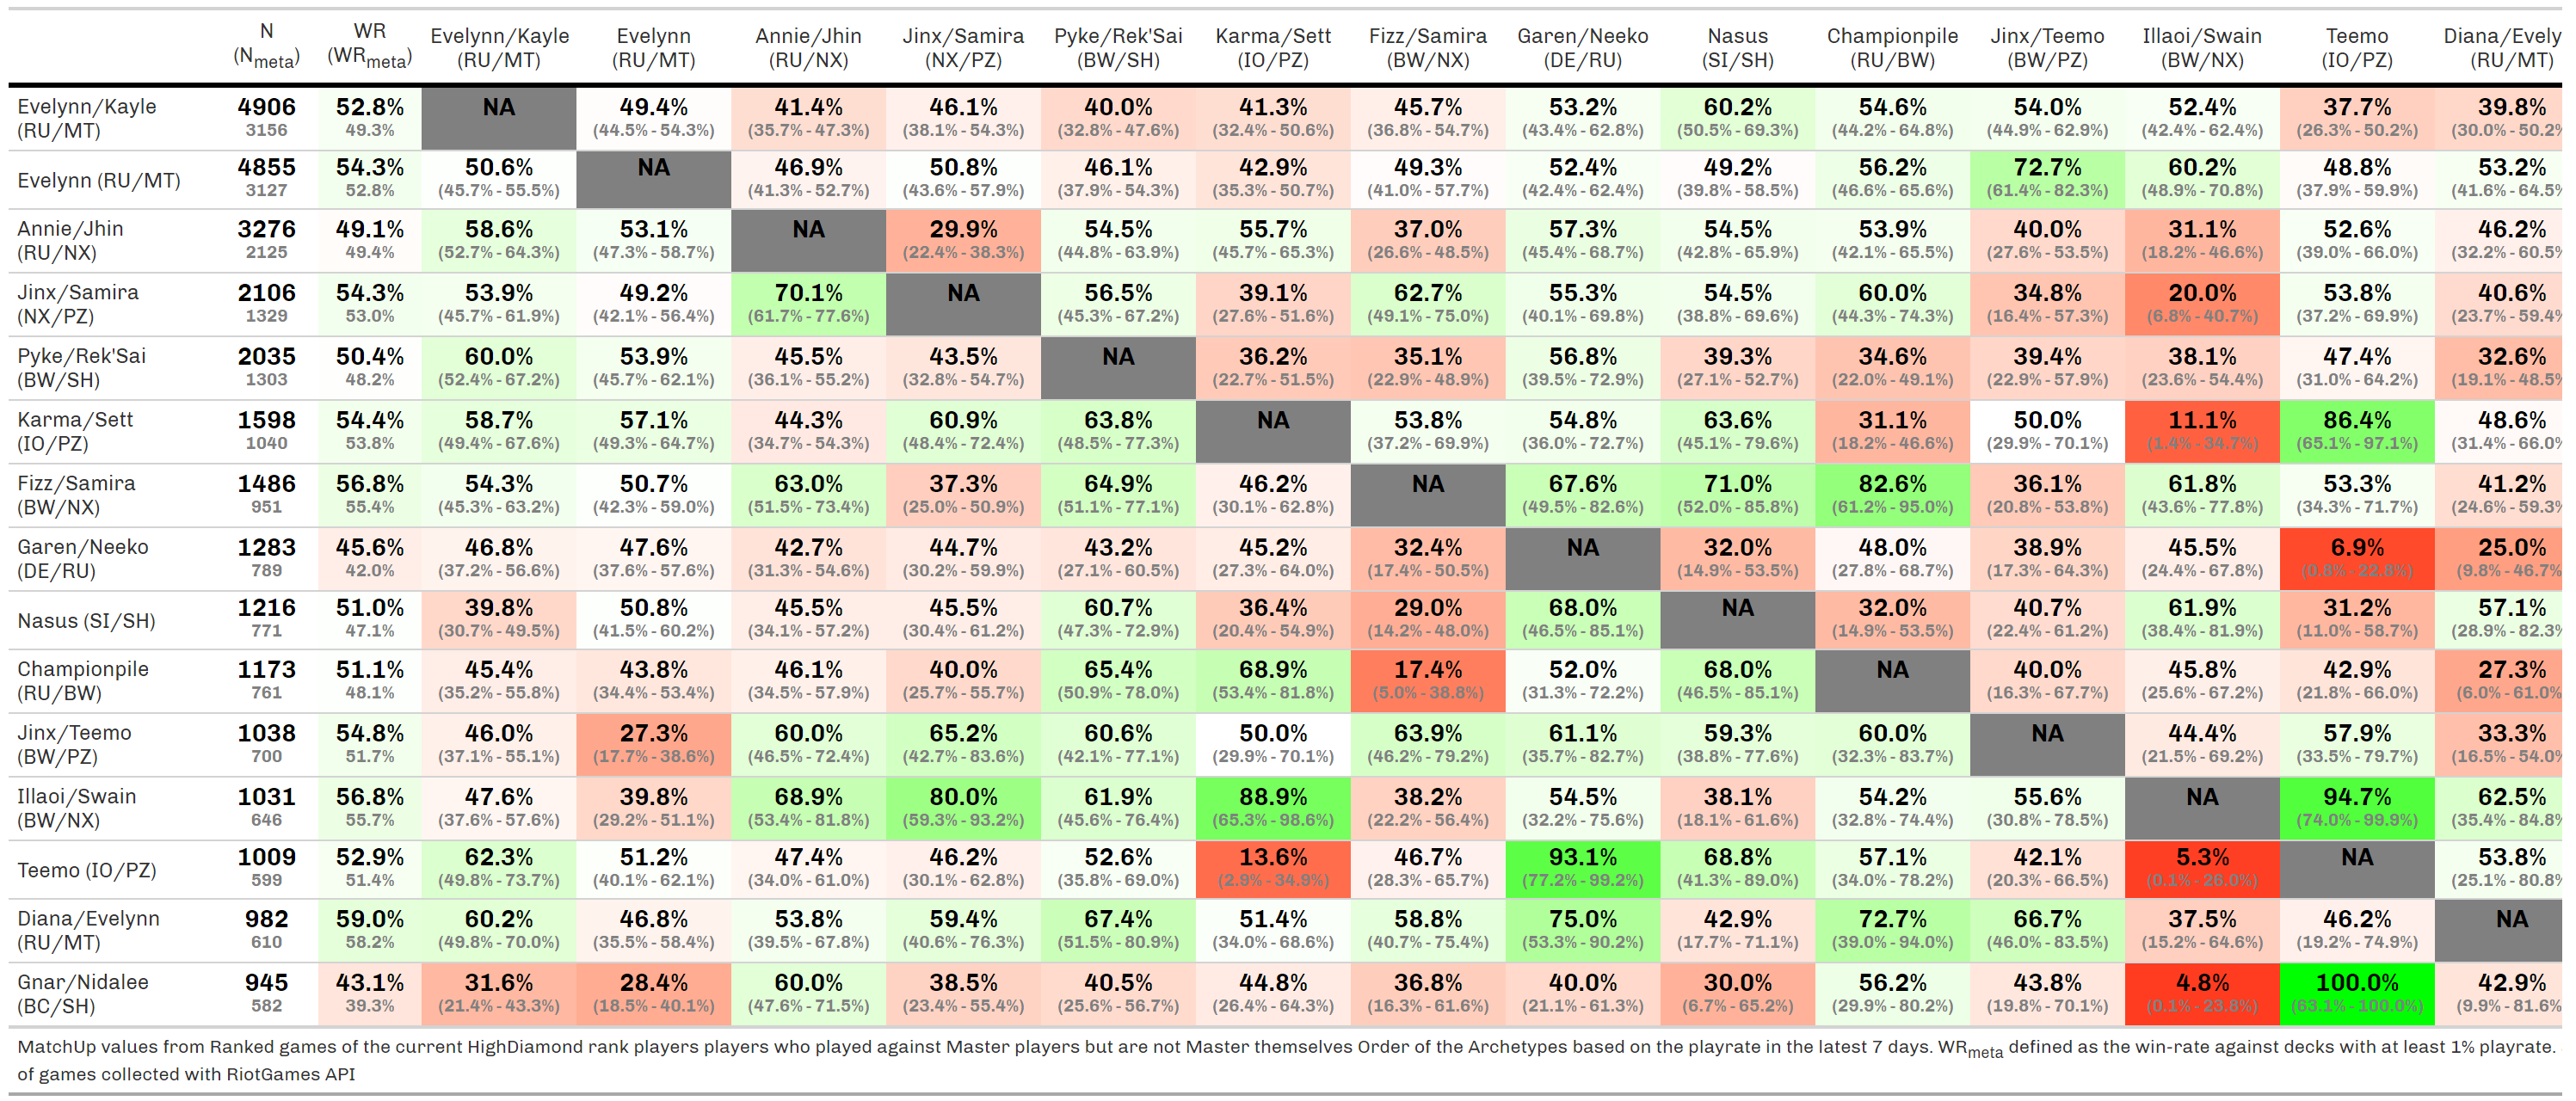 N WR Evelynn/Kayle Evelynn Annie/Jhin Jinx/Samira Pyke/Rek'Sai Karma/Sett Fizz/Samira Garen/Neeko Nasus Championpile Jinx/Teemo Illaoi/Swain Teemo Diana/Evely
(Nmeta) (WRmeta) (RU/MT) (RU/MT) (RU/NX) (NX/PZ) (BW/SH) (IO/PZ) (BW/NX) (DE/RU) (SI/SH) (RU/BW) (BW/PZ) (BW/NX) (IO/PZ) (RU/MT)
Evelynn/Kayle 4906 52.8% NA 49.4% 41.4% 46.1% 40.0% 41.3% 45.7% 53.2% 60.2% 54.6% 54.0% 52.4% 37.7% 39.8%
(RU/MT) 3156 49.3% (44.5% - 54.3%) (35.7% - 47.3%) (38.1% - 54.3%) (32.8% - 47.6%) (32.4% - 50.6%) (36.8% - 54.7%) (43.4% - 62.8%) (50.5% - 69.3%) (44.2% - 64.8%) (44.9% - 62.9%) (42.4% - 62.4%) (26.3% - 50.2%) (30.0% - 50.2%
Evelynn (RU/MT) 4855 54.3% 50.6% NA 46.9% 50.8% 46.1% 42.9% 49.3% 52.4% 49.2% 56.2% 72.7% 60.2% 48.8% 53.2%
3127 52.8% (45.7% - 55.5%) (41.3% - 52.7%) (43.6% - 57.9%) (37.9% - 54.3%) (35.3% - 50.7%) (41.0% - 57.7%) (42.4% - 62.4%) (39.8% - 58.5%) (46.6% - 65.6%) (61.4% - 82.3%) (48.9% - 70.8%) (37.9% - 59.9%) (41.6% - 64.5%
Annie/Jhin 3276 49.1% 58.6% 53.1% NA 29.9% 54.5% 55.7% 37.0% 57.3% 54.5% 53.9% 40.0% 31.1% 52.6% 46.2%
(RU/NX) 2125 49.4% (52.7% - 64.3%) (47.3% - 58.7%) (22.4% - 38.3%) (44.8% - 63.9%) (45.7% - 65.3%) (26.6% - 48.5%) (45.4% - 68.7%) (42.8% - 65.9%) (42.1% - 65.5%) (27.6% - 53.5%) (18.2% - 46.6%) (39.0% - 66.0%) (32.2% - 60.5%
Jinx/Samira 2106 54.3% 53.9% 49.2% 70.1% NA 56.5% 39.1% 62.7% 55.3% 54.5% 60.0% 34.8% 20.0% 53.8% 40.6%
(NX/PZ) 1329 53.0% (45.7% - 61.9%) (42.1% - 56.4%) (61.7% - 77.6%) (45.3% - 67.2%) (27.6% - 51.6%) (49.1% - 75.0%) (40.1% - 69.8%) (38.8% - 69.6%) (44.3% - 74.3%) (16.4% - 57.3%) (6.8% - 40.7%) (37.2% - 69.9%) (23.7% - 59.4%
Pyke/Rek'Sai 2035 50.4% 60.0% 53.9% 45.5% 43.5% NA 36.2% 35.1% 56.8% 39.3% 34.6% 39.4% 38.1% 47.4% 32.6%
(BW/SH) 1303 48.2% (52.4% - 67.2%) (45.7% - 62.1%) (36.1% - 55.2%) (32.8% - 54.7%) (22.7% - 51.5%) (22.9% - 48.9%) (39.5% - 72.9%) (27.1% - 52.7%) (22.0% - 49.1%) (22.9% - 57.9%) (23.6% - 54.4%) (31.0% - 64.2%) (19.1% - 48.5%
Karma/Sett 1598 54.4% 58.7% 57.1% 44.3% 60.9% 63.8% NA 53.8% 54.8% 63.6% 31.1% 50.0% 11.1% 86.4% 48.6%
(IO/PZ) 1040 53.8% (49.4% - 67.6%) (49.3% - 64.7%) (34.7% - 54.3%) (48.4% - 72.4%) (48.5% - 77.3%) (37.2% - 69.9%) (36.0% - 72.7%) (45.1% - 79.6%) (18.2% - 46.6%) (29.9% - 70.1%) (1.4% - 34.7%) (65.1% - 97.1%) (31.4% - 66.0%
Fizz/Samira 1486 56.8% 54.3% 50.7% 63.0% 37.3% 64.9% 46.2% NA 67.6% 71.0% 82.6% 36.1% 61.8% 53.3% 41.2%
(BW/NX) 951 55.4% (45.3% - 63.2%) (42.3% - 59.0%) (51.5% - 73.4%) (25.0% - 50.9%) (51.1% - 77.1%) (30.1% - 62.8%) (49.5% - 82.6%) (52.0% - 85.8%) (61.2% - 95.0%) (20.8% - 53.8%) (43.6% - 77.8%) (34.3% - 71.7%) (24.6% - 59.3%
Garen/Neeko 1283 45.6% 46.8% 47.6% 42.7% 44.7% 43.2% 45.2% 32.4% NA 32.0% 48.0% 38.9% 45.5% 6.9% 25.0%
(DE/RU) 789 42.0% (37.2% - 56.6%) (37.6% - 57.6%) (31.3% - 54.6%) (30.2% - 59.9%) (27.1% - 60.5%) (27.3% - 64.0%) (17.4% - 50.5%) (14.9% - 53.5%) (27.8% - 68.7%) (17.3% - 64.3%) (24.4% - 67.8%) (0.8% - 22.8%) (9.8% - 46.7%
Nasus (SI/SH) 1216 51.0% 39.8% 50.8% 45.5% 45.5% 60.7% 36.4% 29.0% 68.0% NA 32.0% 40.7% 61.9% 31.2% 57.1%
771 47.1% (30.7% - 49.5%) (41.5% - 60.2%) (34.1% - 57.2%) (30.4% - 61.2%) (47.3% - 72.9%) (20.4% - 54.9%) (14.2% - 48.0%) (46.5% - 85.1%) (14.9% - 53.5%) (22.4% - 61.2%) (38.4% - 81.9%) (11.0% - 58.7%) (28.9% - 82.3%
Championpile 1173 51.1% 45.4% 43.8% 46.1% 40.0% 65.4% 68.9% 17.4% 52.0% 68.0% NA 40.0% 45.8% 42.9% 27.3%
(RU/BW) 761 48.1% (35.2% - 55.8%) (34.4% - 53.4%) (34.5% - 57.9%) (25.7% - 55.7%) (50.9% - 78.0%) (53.4% - 81.8%) (5.0% - 38.8%) (31.3% - 72.2%) (46.5% - 85.1%) (16.3% - 67.7%) (25.6% - 67.2%) (21.8% - 66.0%) (6.0% - 61.0%
Jinx/Teemo 1038 54.8% 46.0% 27.3% 60.0% 65.2% 60.6% 50.0% 63.9% 61.1% 59.3% 60.0% NA 44.4% 57.9% 33.3%
(BW/PZ) 700 51.7% (37.1% - 55.1%) (17.7% - 38.6%) (46.5% - 72.4%) (42.7% - 83.6%) (42.1% - 77.1%) (29.9% - 70.1%) (46.2% - 79.2%) (35.7% - 82.7%) (38.8% - 77.6%) (32.3% - 83.7%) (21.5% - 69.2%) (33.5% - 79.7%) (16.5% - 54.0%
Illaoi/Swain 1031 56.8% 47.6% 39.8% 68.9% 80.0% 61.9% 88.9% 38.2% 54.5% 38.1% 54.2% 55.6% NA 94.7% 62.5%
(BW/NX) 646 55.7% (37.6% - 57.6%) (29.2% - 51.1%) (53.4% - 81.8%) (59.3% - 93.2%) (45.6% - 76.4%) (65.3% - 98.6%) (22.2% - 56.4%) (32.2% - 75.6%) (18.1% - 61.6%) (32.8% - 74.4%) (30.8% - 78.5%) (74.0% - 99.9%) (35.4% - 84.8%
Teemo (IO/PZ) 1009 52.9% 62.3% 51.2% 47.4% 46.2% 52.6% 13.6% 46.7% 93.1% 68.8% 57.1% 42.1% 5.3% NA 53.8%
599 51.4% (49.8% - 73.7%) (40.1% - 62.1%) (34.0% - 61.0%) (30.1% - 62.8%) (35.8% - 69.0%) (2.9% - 34.9%) (28.3% - 65.7%) (77.2% - 99.2%) (41.3% - 89.0%) (34.0% - 78.2%) (20.3% - 66.5%) (0.1% - 26.0%) (25.1% - 80.8%
Diana/Evelynn 982 59.0% 60.2% 46.8% 53.8% 59.4% 67.4% 51.4% 58.8% 75.0% 42.9% 72.7% 66.7% 37.5% 46.2% NA
(RU/MT) 610 58.2% (49.8% - 70.0%) (35.5% - 58.4%) (39.5% - 67.8%) (40.6% - 76.3%) (51.5% - 80.9%) (34.0% - 68.6%) (40.7% - 75.4%) (53.3% - 90.2%) (17.7% - 71.1%) (39.0% - 94.0%) (46.0% - 83.5%) (15.2% - 64.6%) (19.2% - 74.9%)
Gnar/Nidalee 945 43.1% 31.6% 28.4% 60.0% 38.5% 40.5% 44.8% 36.8% 40.0% 30.0% 56.2% 43.8% 4.8% 100.0% 42.9%
(BC/SH) 582 39.3% (21.4% - 43.3%) (18.5% - 40.1%) (47.6% - 71.5%) (23.4% - 55.4%) (25.6% - 56.7%) (26.4% - 64.3%) (16.3% - 61.6%) (21.1% - 61.3%) (6.7% - 65.2%) (29.9% - 80.2%) (19.8% - 70.1%) (0.1% - 23.8%) (63.1% - 100.0%) (9.9% - 81.6%
MatchUp values from Ranked games of the current HighDiamond rank players players who played against Master players but are not Master themselves Order of the Archetypes based on the playrate in the latest 7 days. WRmeta defined as the win-rate against decks with at least 1% playrate.
of games collected with RiotGames API